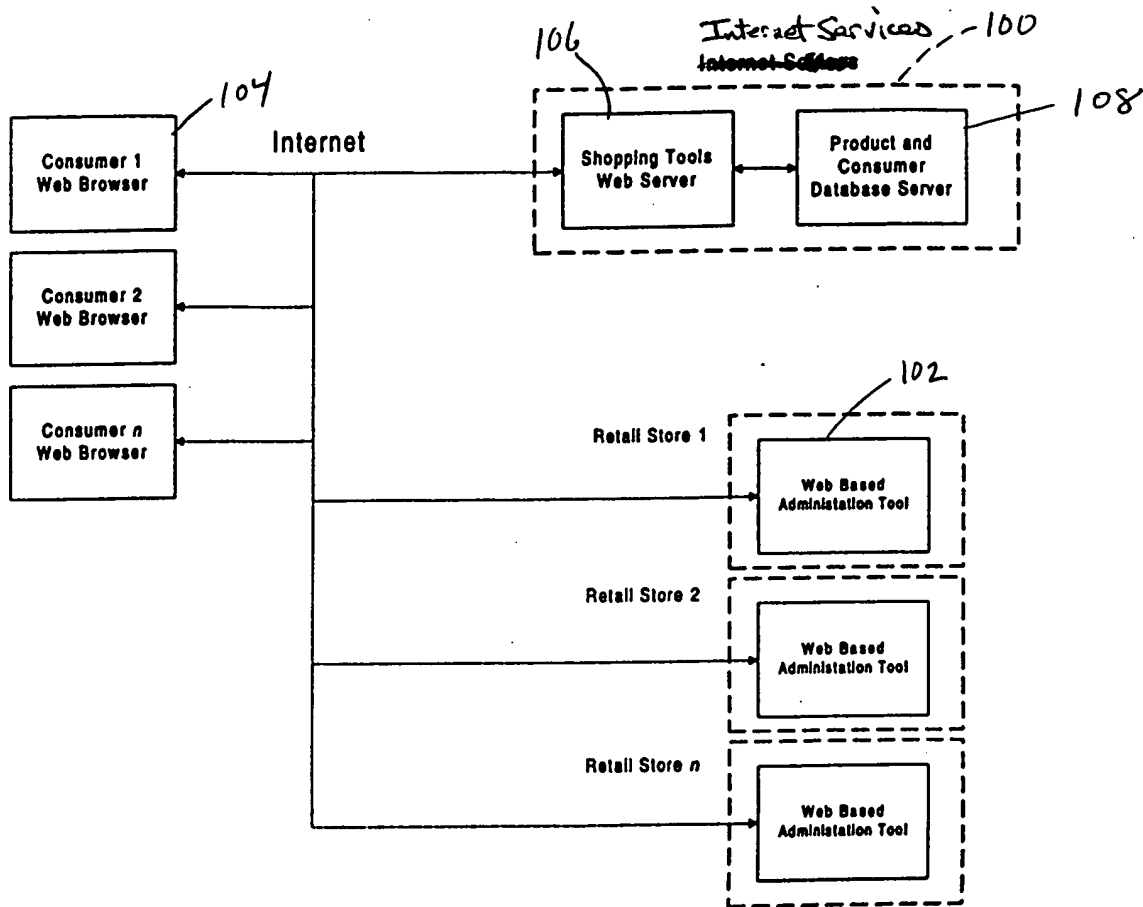 Internet Services
100
106
108
104
Internet
Consumer 1
Web Browser
Shopping Tools
Web Server
Product and
Consumer
Database Server
Consumer 2
Web Browser
Consumer n
Web Browser
102
Retail Store 1
Web Based
Administation Tool
Retail Store 2
Web Based
Administation Tool
Retail Store n
Web Based
Administation Tool